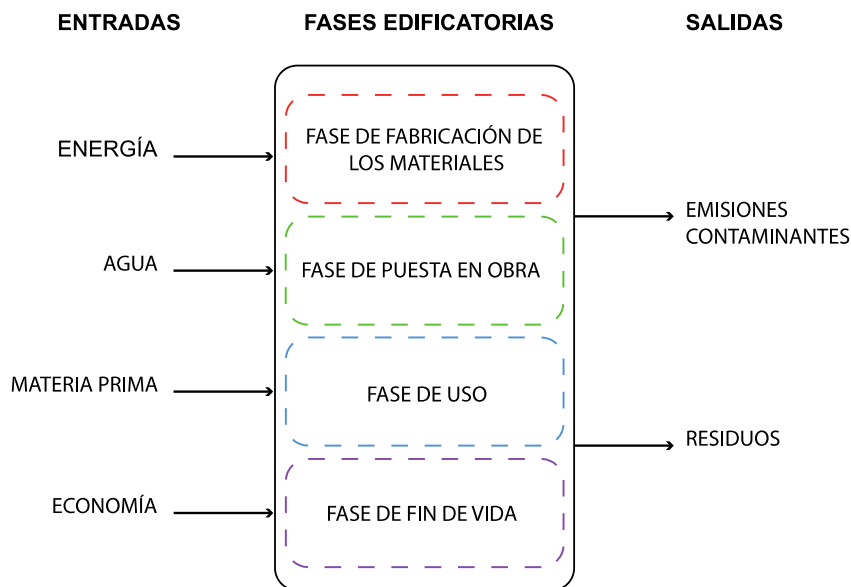 ENTRADAS
FASES EDIFICATORIAS
SALIDAS
ENERGÍA
FASE DE FABRICACIÓN DE
LOS MATERIALES
EMISIONES
CONTAMINANTES
AGUA
FASE DE PUESTA EN OBRA
MATERIA PRIMA
FASE DE USO
RESIDUOS
ECONOMÍA
FASE DE FIN DE VIDA